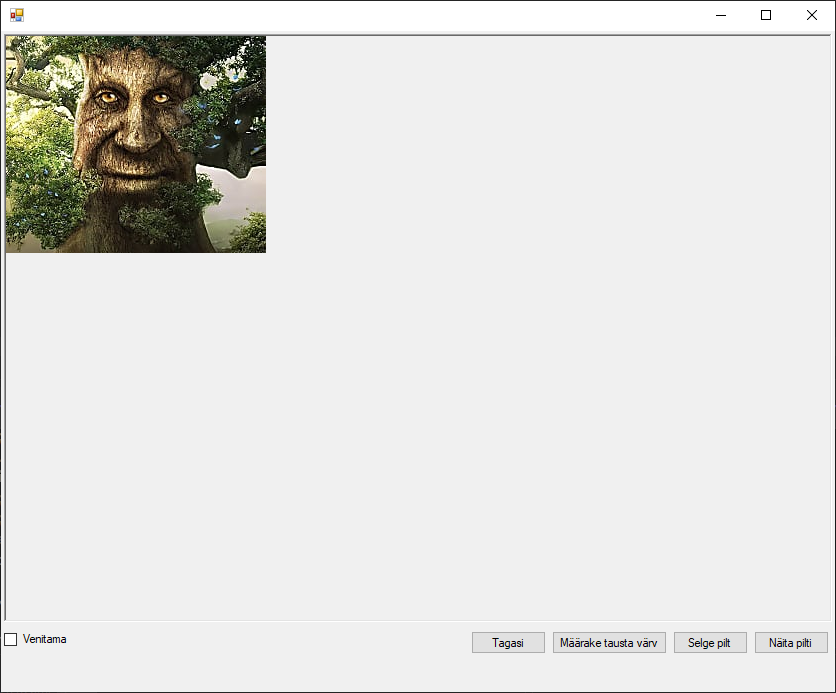 Venitama
Tagasi
Määrake tausta värv
Selge pilt
Näita pilti